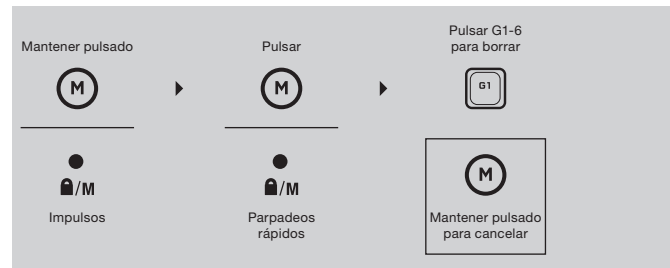 Mantener pulsado
M
/M
Impulsos
Pulsar
M
/M
Parpadeos
rápidos
Pulsar G1-6
para borrar
G1
M
Mantener pulsado
para cancelar